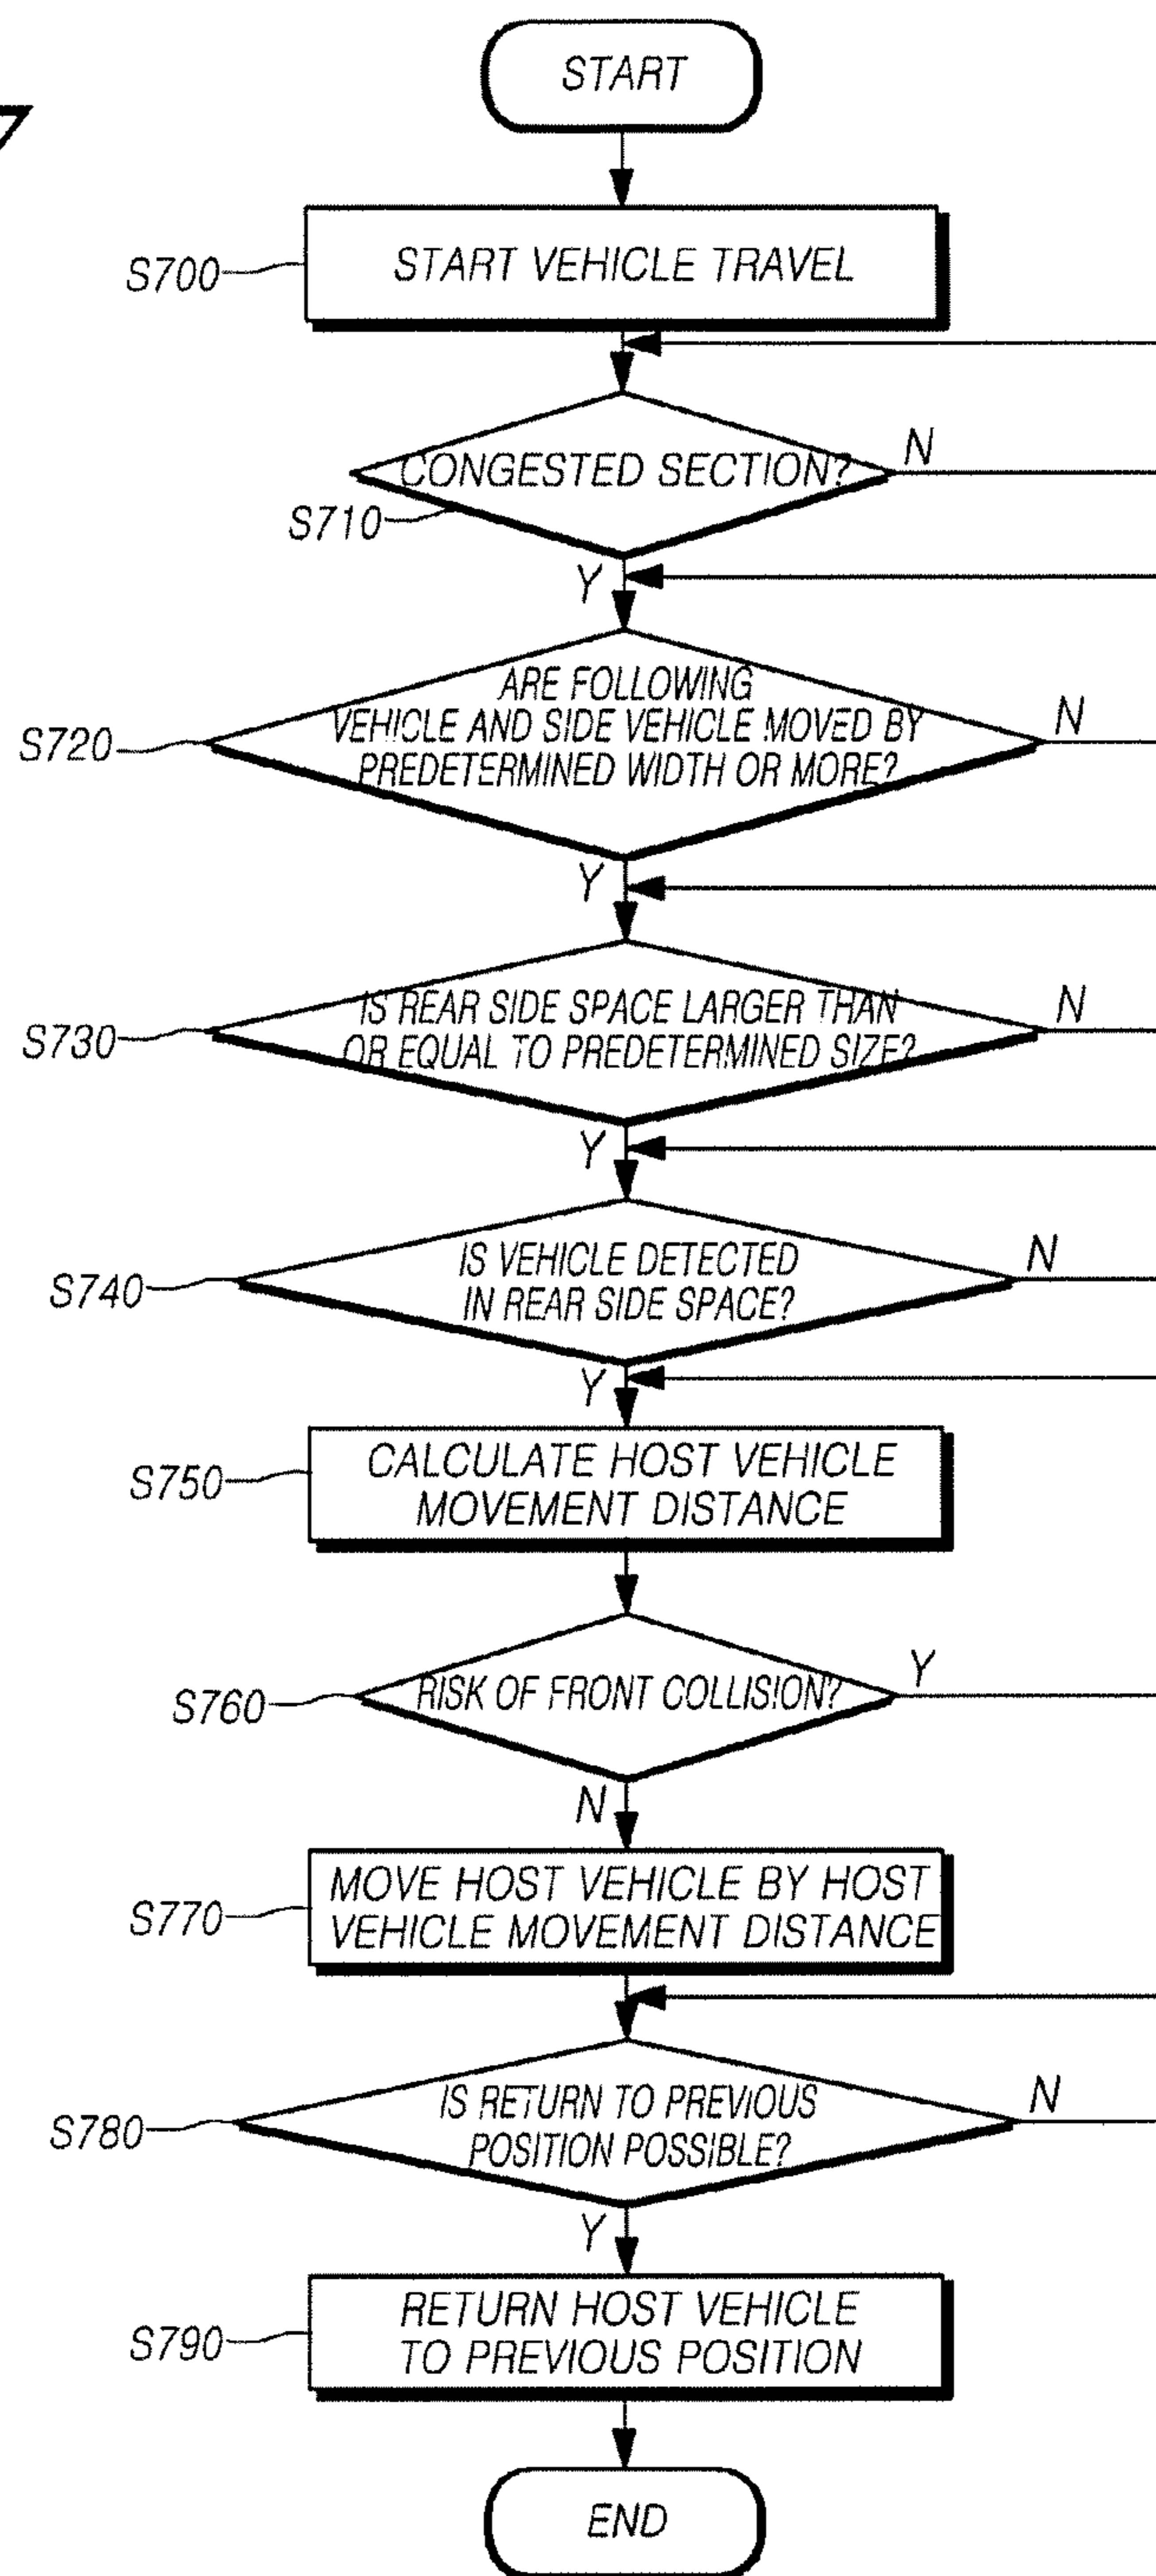 7
START
S700
START VEHICLE TRAVEL
CONGESTED SECTION?
N
S710
Y
ARE FOLLOWING
VEHICLE AND SIDE VEHICLE MOVED BY
PREDETERMINED WIDTH OR MORE?
N
S720
Y
IS REAR SIDE SPACE LARGER THAN
OR EQUAL TO PREDETERMINED SIZE?
N
S730
Y
IS VEHICLE DETECTED
IN REAR SIDE SPACE?
N
S740
Y
CALCULATE HOST VEHICLE
MOVEMENT DISTANCE
S750
RISK OF FRONT COLLISION?
Y
S760
N
MOVE HOST VEHICLE BY HOST
VEHICLE MOVEMENT DISTANCE
S770
IS RETURN TO PREVIOUS
POSITION POSSIBLE?
N
S780
Y
RETURN HOST VEHICLE
TO PREVIOUS POSITION
S790
END